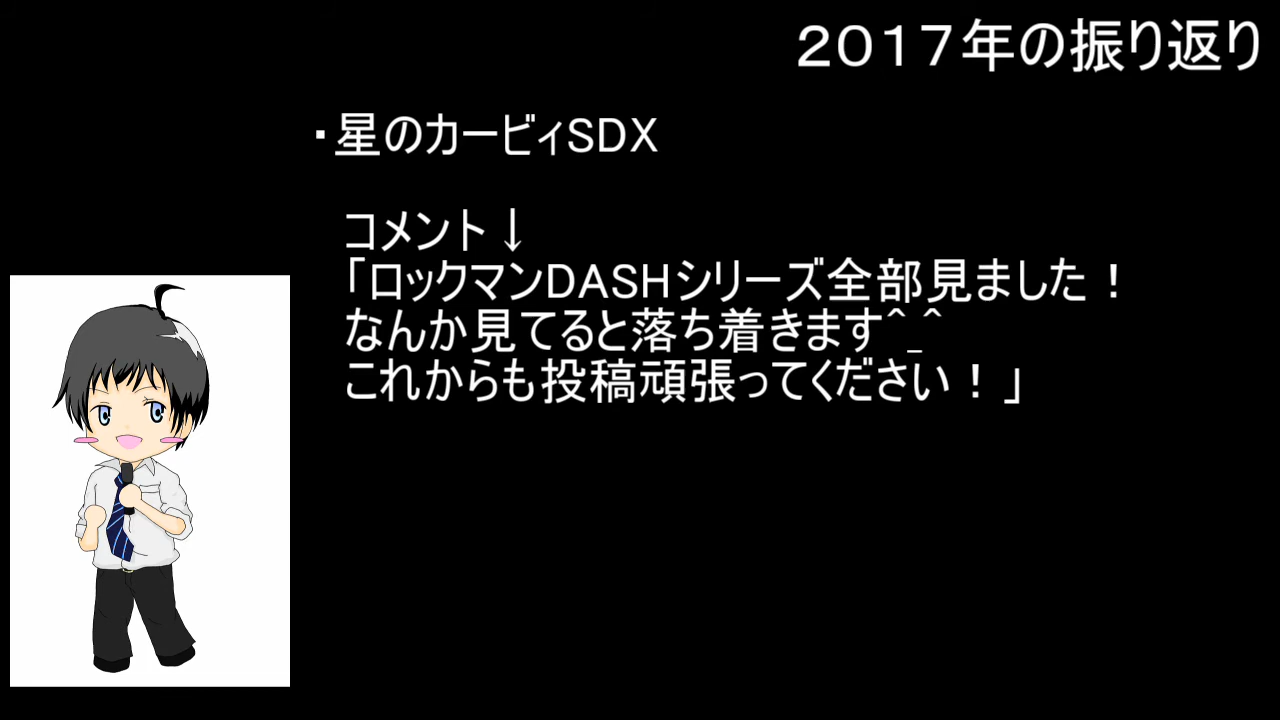 2017年の振り返り
・星のカービィSDX
コメント↓
「ロックマンDASHシリーズ全部見ました！
なんか見てると落ち着きます^_^
これからも投稿頑張ってください！」